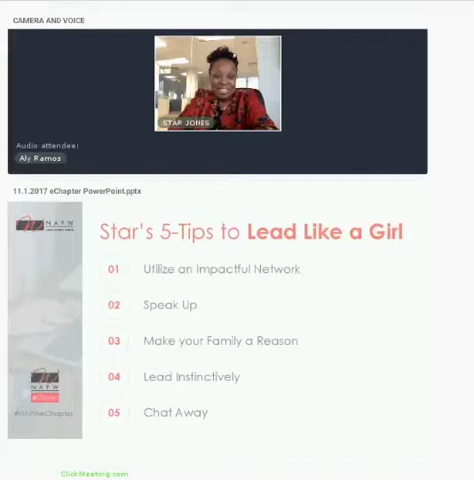 CAMERA AND VOICE
STAR JONES
Audio attendee:
Aly Ramos
11.1.2017 eChapter PowerPoint.pptx
NAFW
Star's 5-Tips to Lead Like a Girl
01 Utilize an Impactful Network
02 Speak Up
03 Make your Family a Reason
04 Lead Instinctively
05 Chat Away
NAFW
ClickMeeting.com